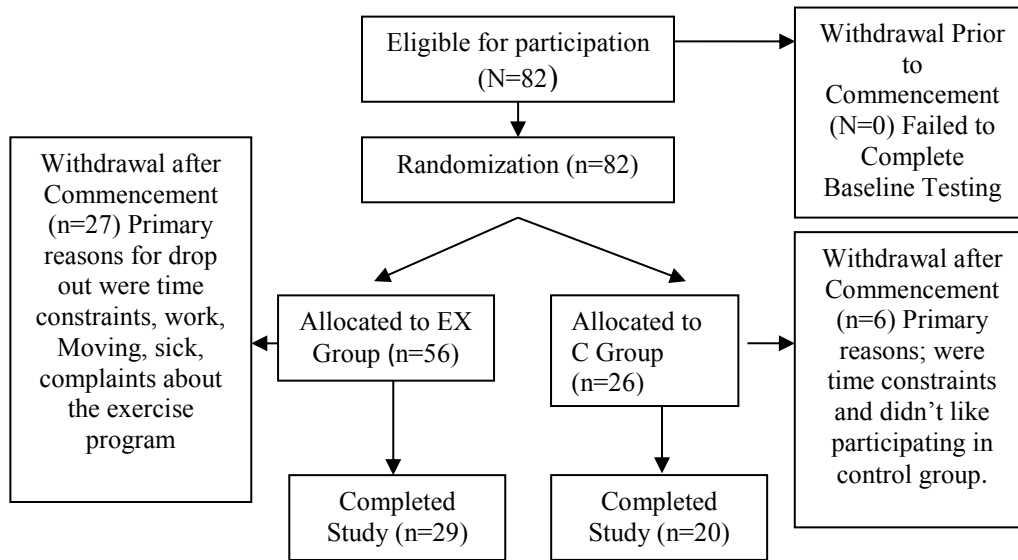 Eligible for participation
(N=82)
Withdrawal Prior
to
Commencement
(N=0) Failed to
Complete
Baseline Testing
Randomization (n=82)
Withdrawal after
Commencement
(n=27) Primary
reasons for drop
out were time
constraints, work,
Moving, sick,
complaints about
the exercise
program
Allocated to EX
Group (n=56)
Allocated to
C Group
(n=26)
Withdrawal after
Commencement
(n=6) Primary
reasons; were
time constraints
and didn’t like
participating in
control group.
Completed
Study (n=29)
Completed
Study (n=20)